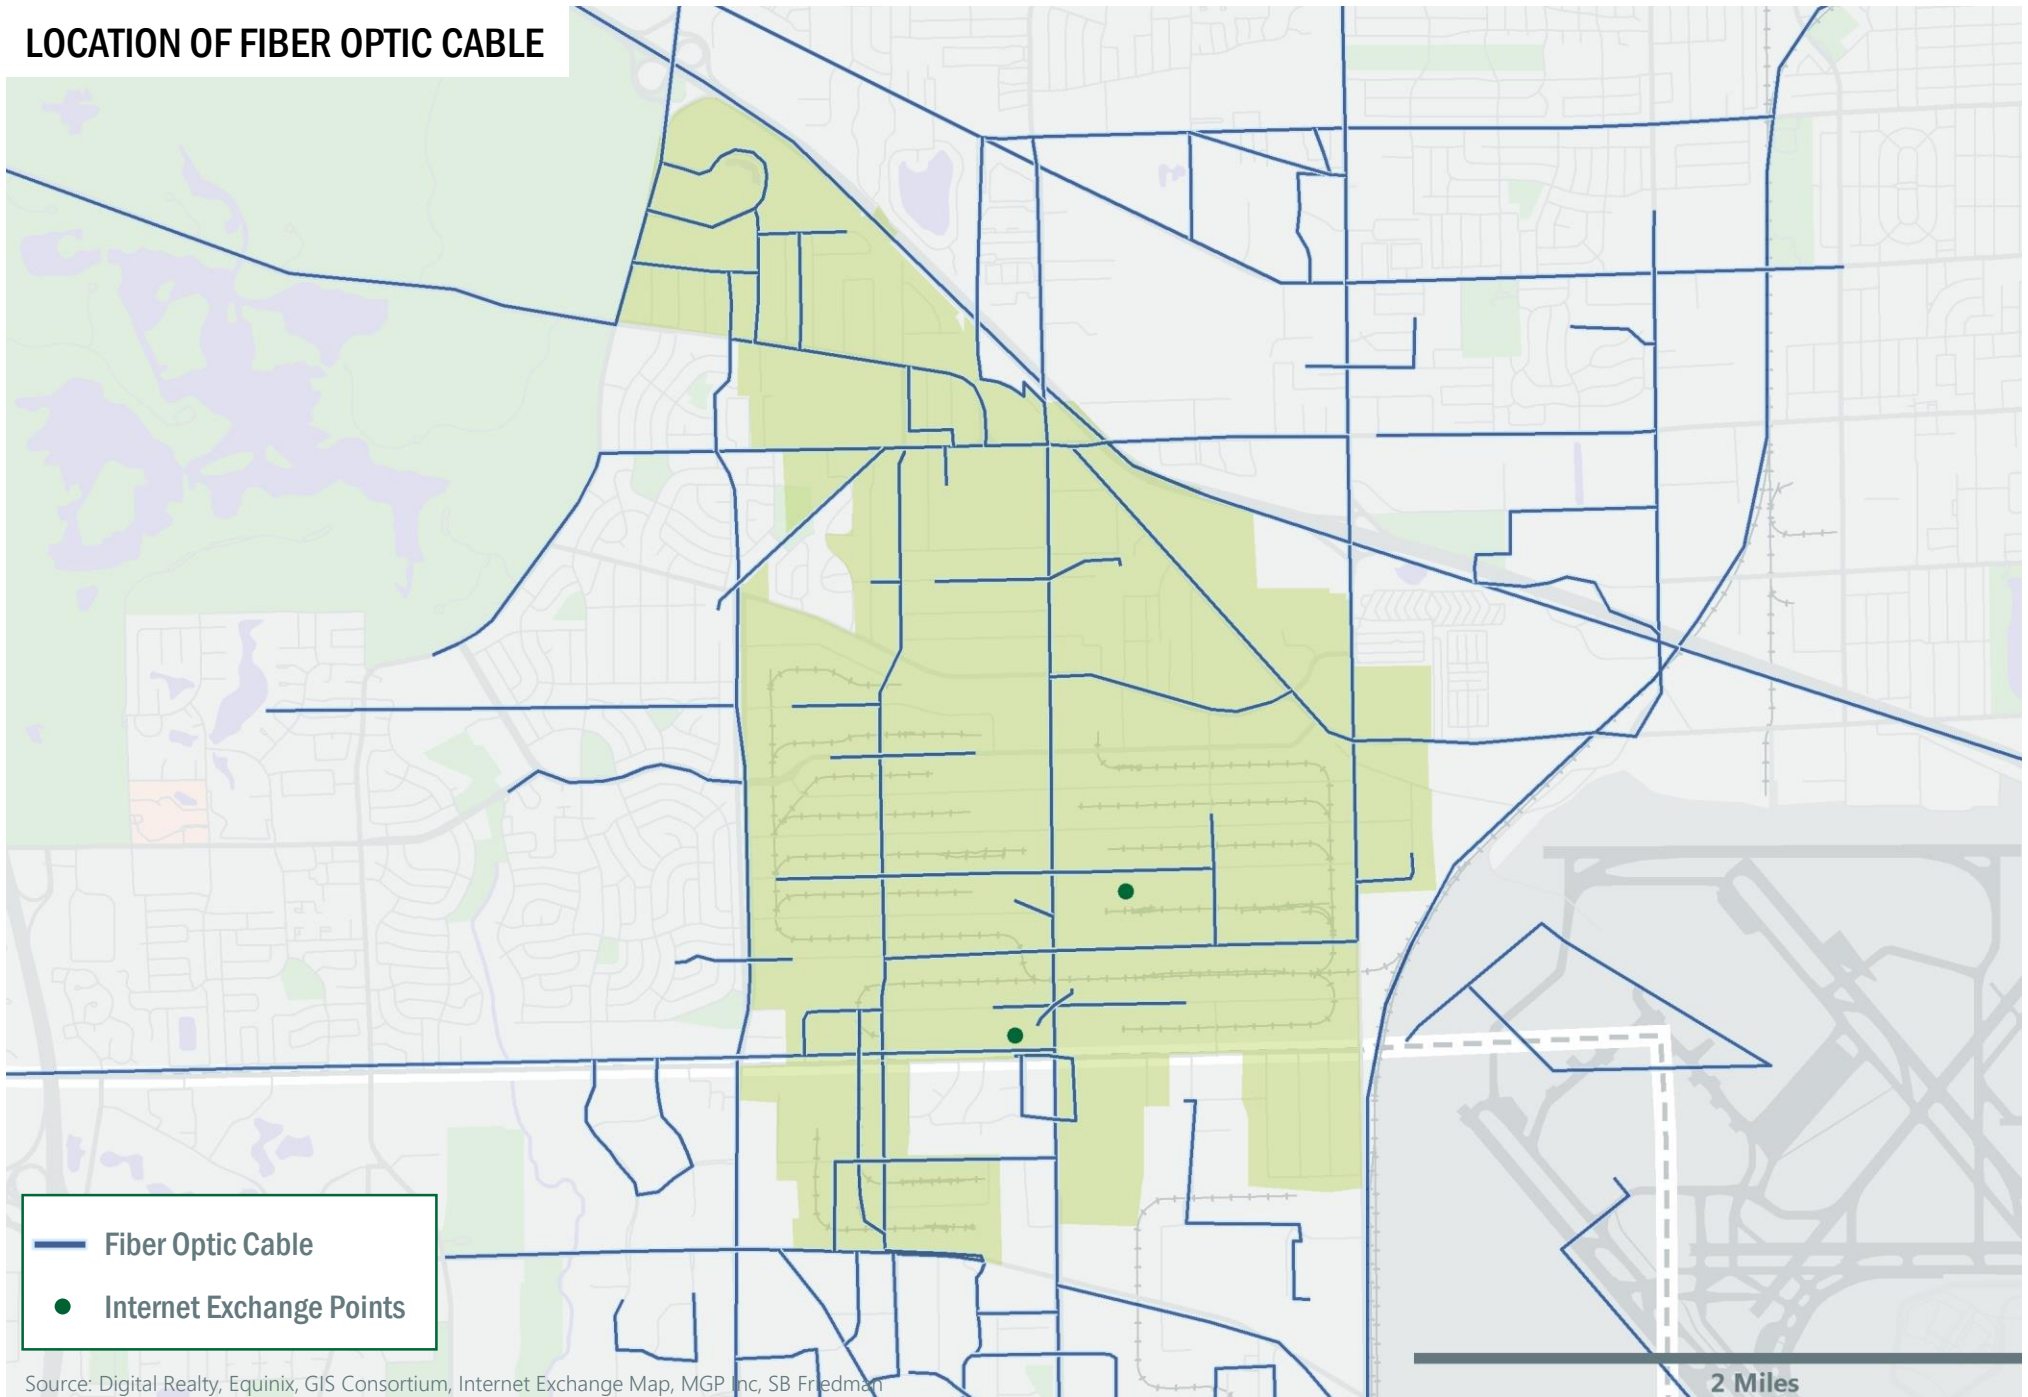 LOCATION OF FIBER OPTIC CABLE
Fiber Optic Cable
Internet Exchange Points
2 Miles
Source: Digital Realty, Equinix, GIS Consortium, Internet Exchange Map, MGP Inc, SB Friedman